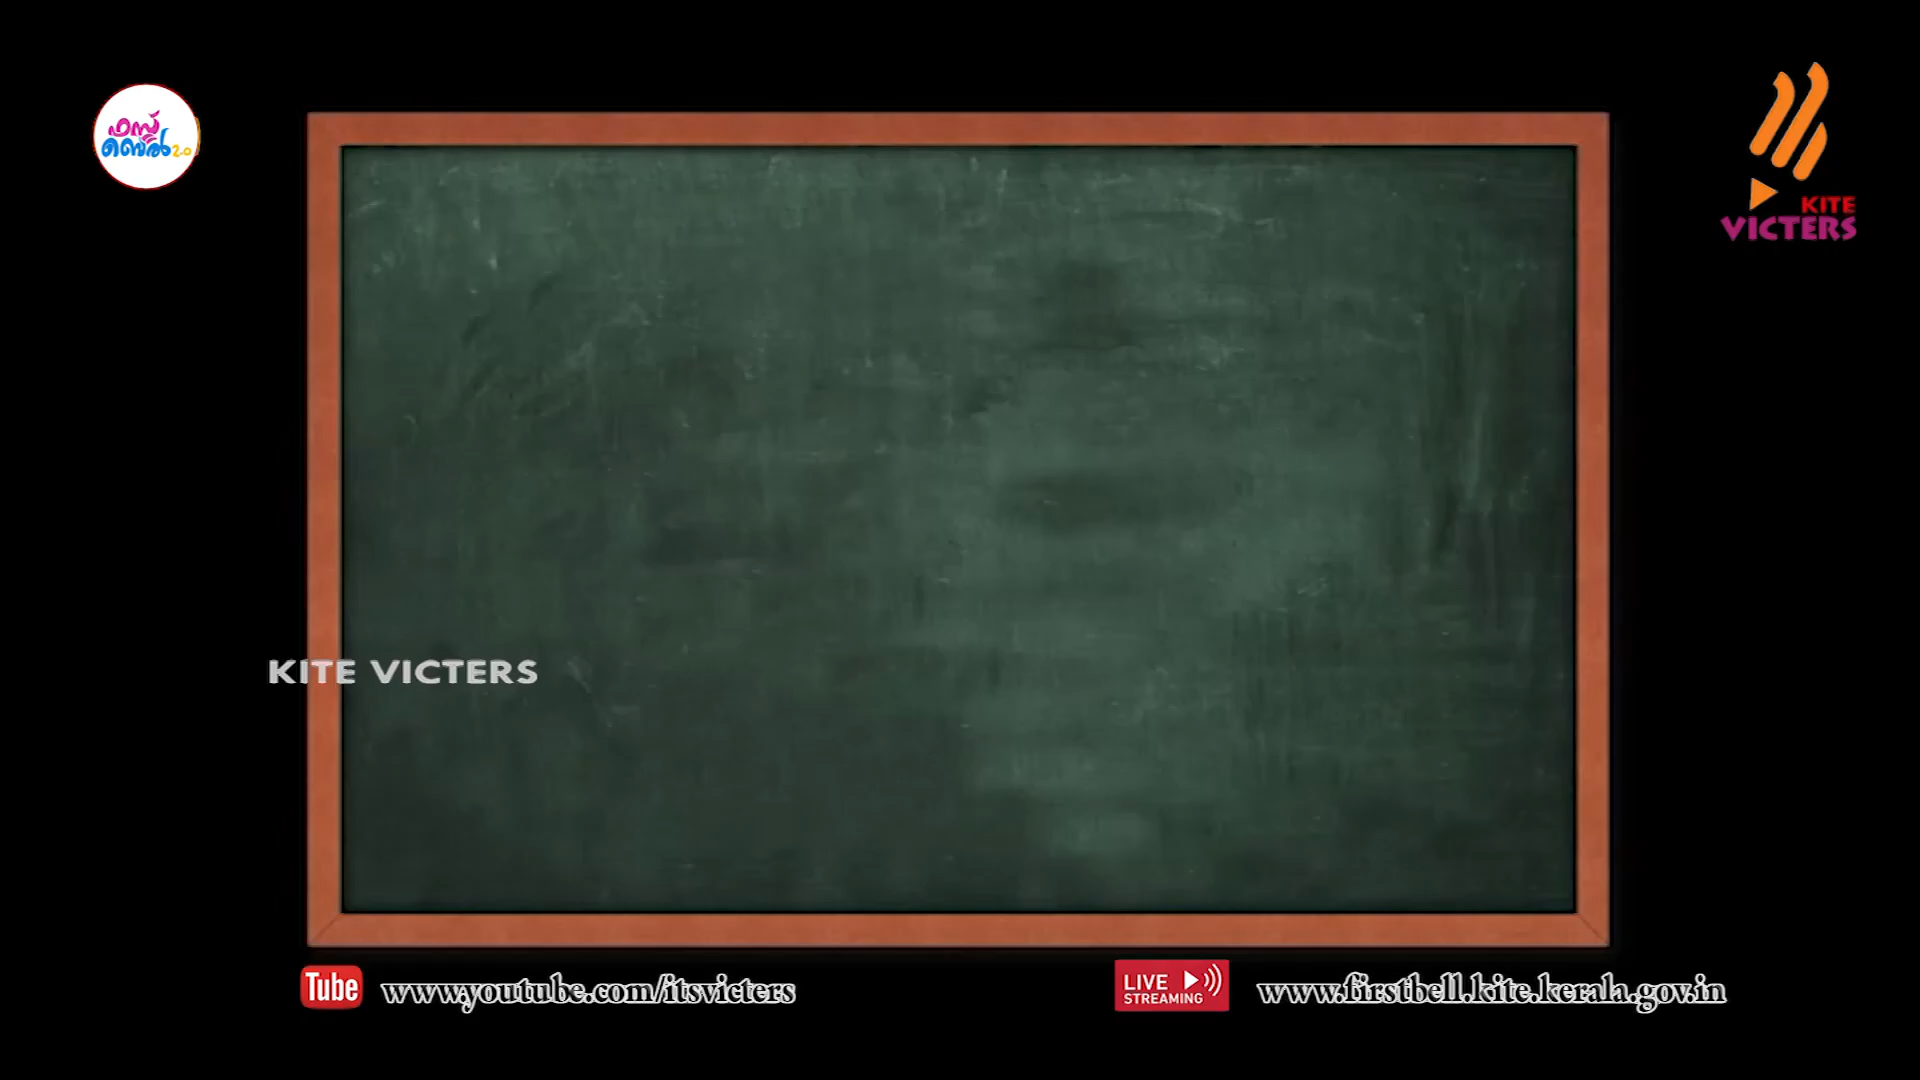 ഫസ്റ്റ്
ബെൽ 2.0
KITE
VICTERS
KITE VICTERS
Tube www.youtube.com/itsvicters
LIVE
STREAMING
www.firstbell.kite.kerala.gov.in